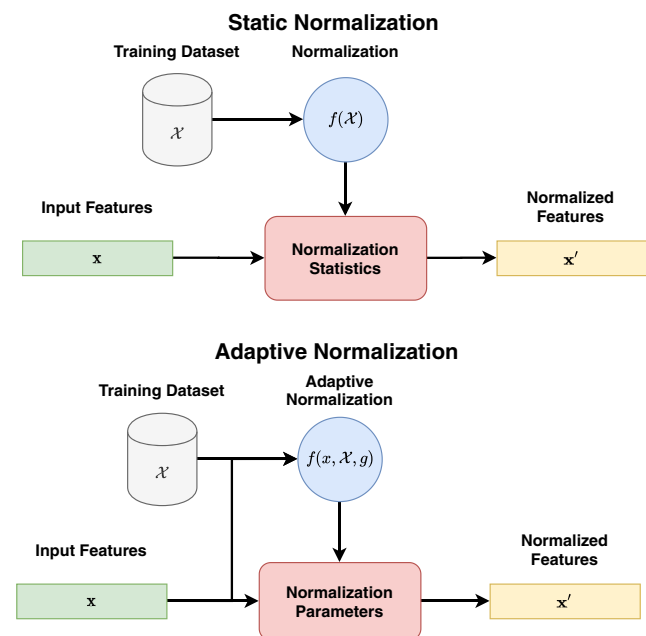 Static Normalization
Training Dataset
Normalization
𝒳
f(𝒳)
Input Features
Normalized
Features
x
Normalization
Statistics
x′
Adaptive Normalization
Training Dataset
Adaptive
Normalization
𝒳
f(x, 𝒳, g)
Input Features
Normalized
Features
x
Normalization
Parameters
x′